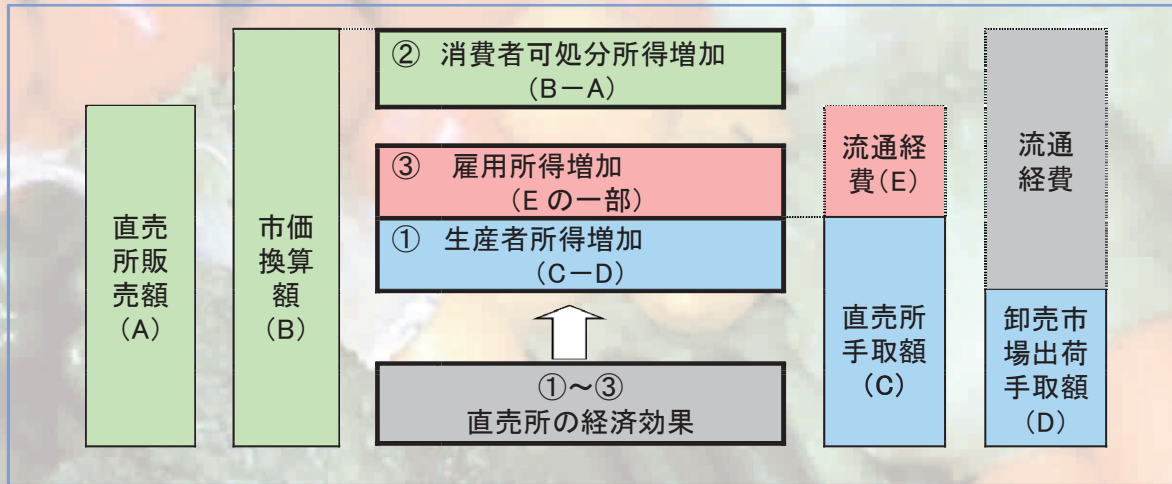 ② 消費者可処分所得増加
(B－A)
③ 雇用所得増加
(E の一部)
① 生産者所得増加
(C－D)
①～③
直売所の経済効果
直売
所販
売額
(A)
市価
換算
額
(B)
流通経
費(E)
直売所
手取額
(C)
流通
経費
卸売市
場出荷
手取額
(D)